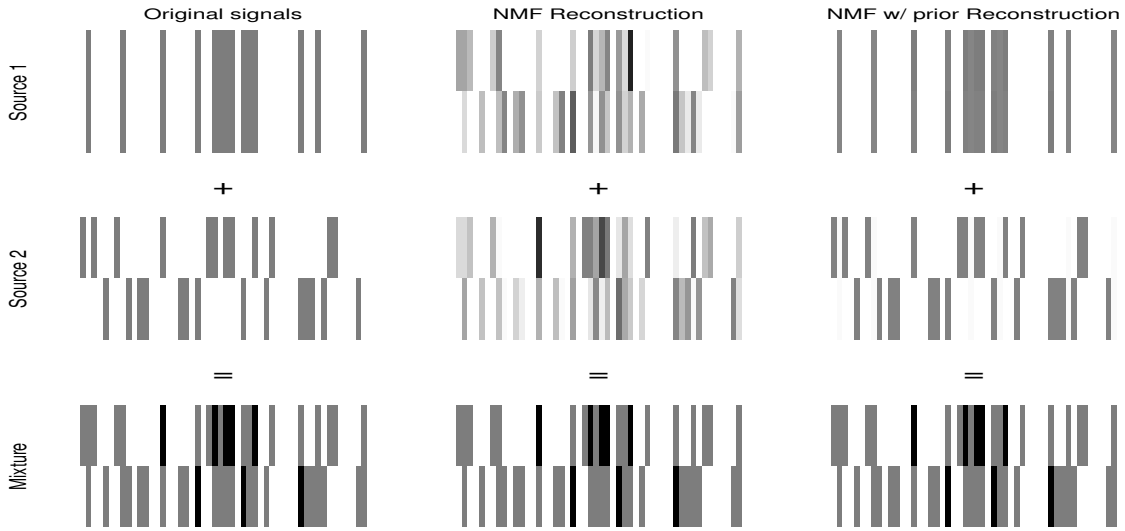 Original signals
NMF Reconstruction
NMF w/ prior Reconstruction
Source 1
+
+
+
Source 2
=
=
=
Mixture